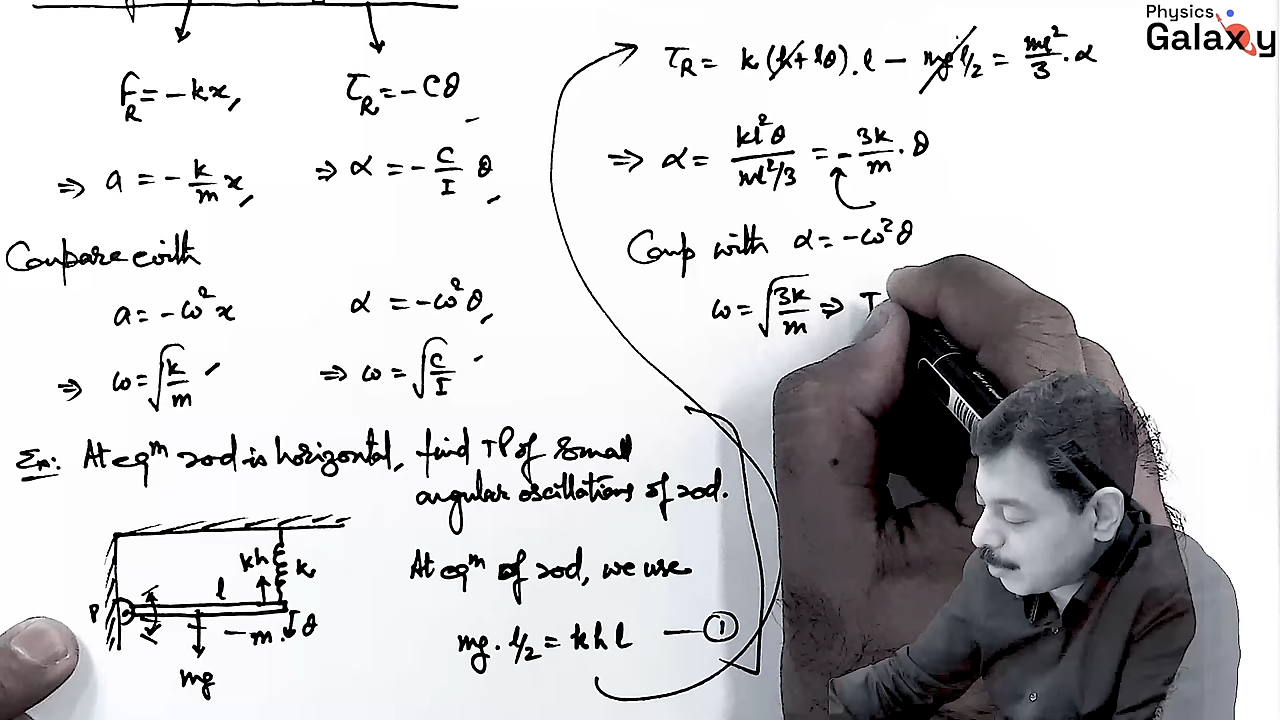 Physics
Galaxy
F_R = -kx,
τ_R = -Cθ
⇒ a = -k/m x,
⇒ α = -C/I θ
Compare with
a = -ω²x
α = -ω²θ,
⇒ ω = √(k/m)
⇒ ω = √(C/I)
Ex: At eqᵐ rod is horizontal, find TP of small
angular oscillations of rod.
kh k
l
P
m θ
mg
At eqᵐ of rod, we use
mg. l/2 = khl — ①
τ_R = k(h+lθ).l - mg l/2 = ml²/3 . α
⇒ α = kl²θ / ml²/3 = -3k/m . θ
Comp with α = -ω²θ
ω = √(3k/m) ⇒ T